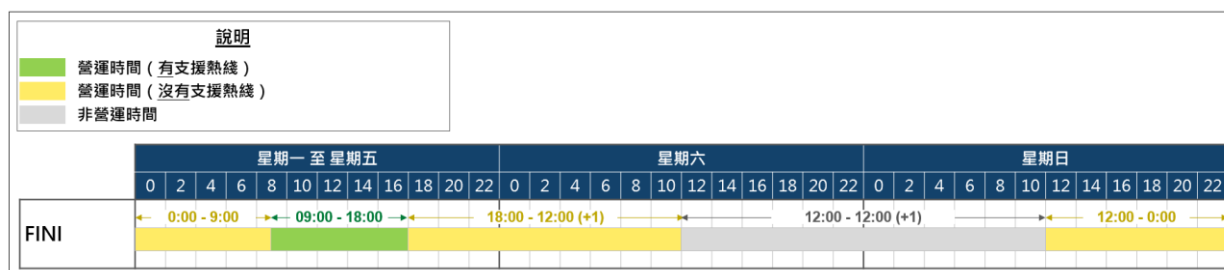 說明
營運時間（有支援熱綫）
營運時間（沒有支援熱綫）
非營運時間
星期一 至 星期五 星期六 星期日
0 2 4 6 8 10 12 14 16 18 20 22 0 2 4 6 8 10 12 14 16 18 20 22 0 2 4 6 8 10 12 14 16 18 20 22
0:00 - 9:00 09:00 - 18:00 18:00 - 12:00 (+1) 12:00 - 12:00 (+1) 12:00 - 0:00
FINI